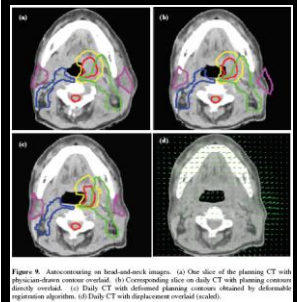 (a)
(b)
(c)
(d)
Figure 9. Autocontouring on head-and-neck images. (a) One slice of the planning CT with
physician-drawn contour overlaid. (b) Corresponding slice on daily CT with planning contours
directly overlaid. (c) Daily CT with deformed planning contours obtained by deformable
registration algorithm. (d) Daily CT with displacement overlaid (scaled).